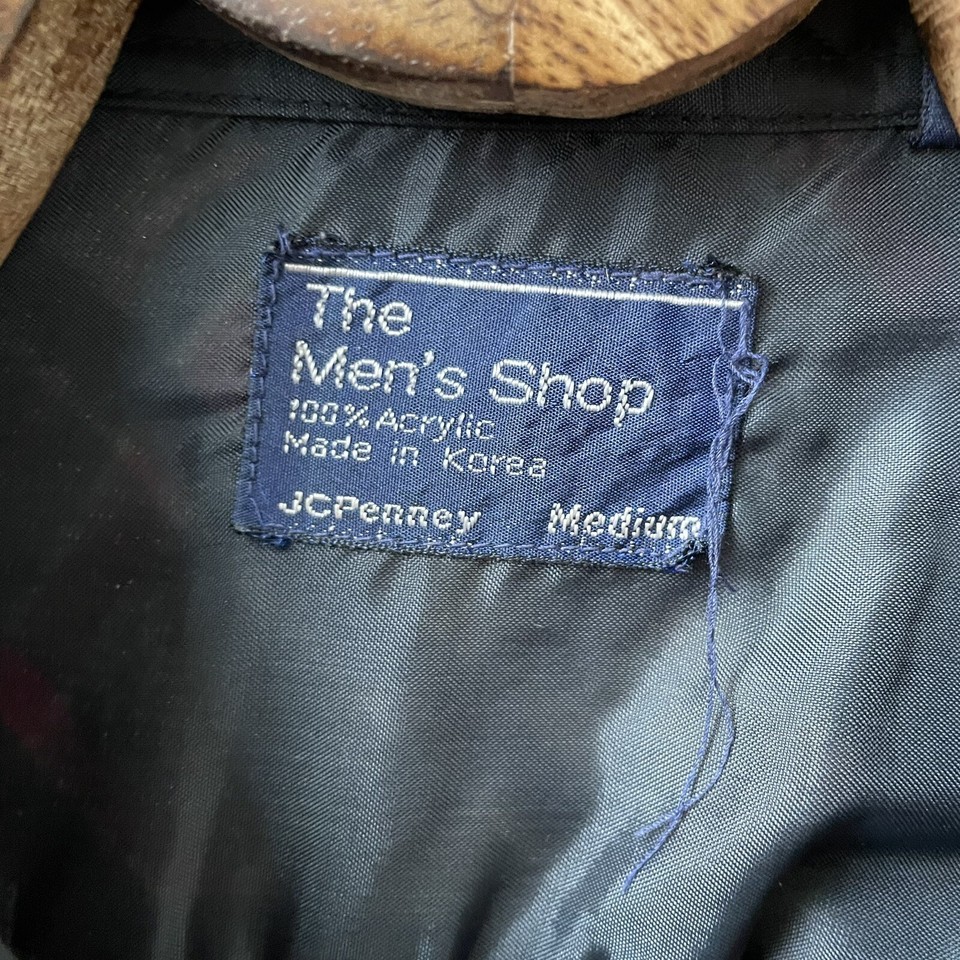 The
Men's Shop
100% Acrylic
Made in Korea
JCPenney Medium